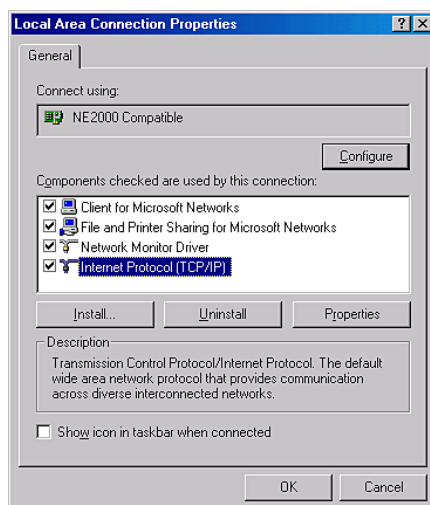 Local Area Connection Properties
General
Connect using:
NE2000 Compatible
Configure
Components checked are used by this connection:
Client for Microsoft Networks
File and Printer Sharing for Microsoft Networks
Network Monitor Driver
Internet Protocol (TCP/IP)
Install... Uninstall Properties
Description
Transmission Control Protocol/Internet Protocol. The default
wide area network protocol that provides communication
across diverse interconnected networks.
Show icon in taskbar when connected
OK Cancel